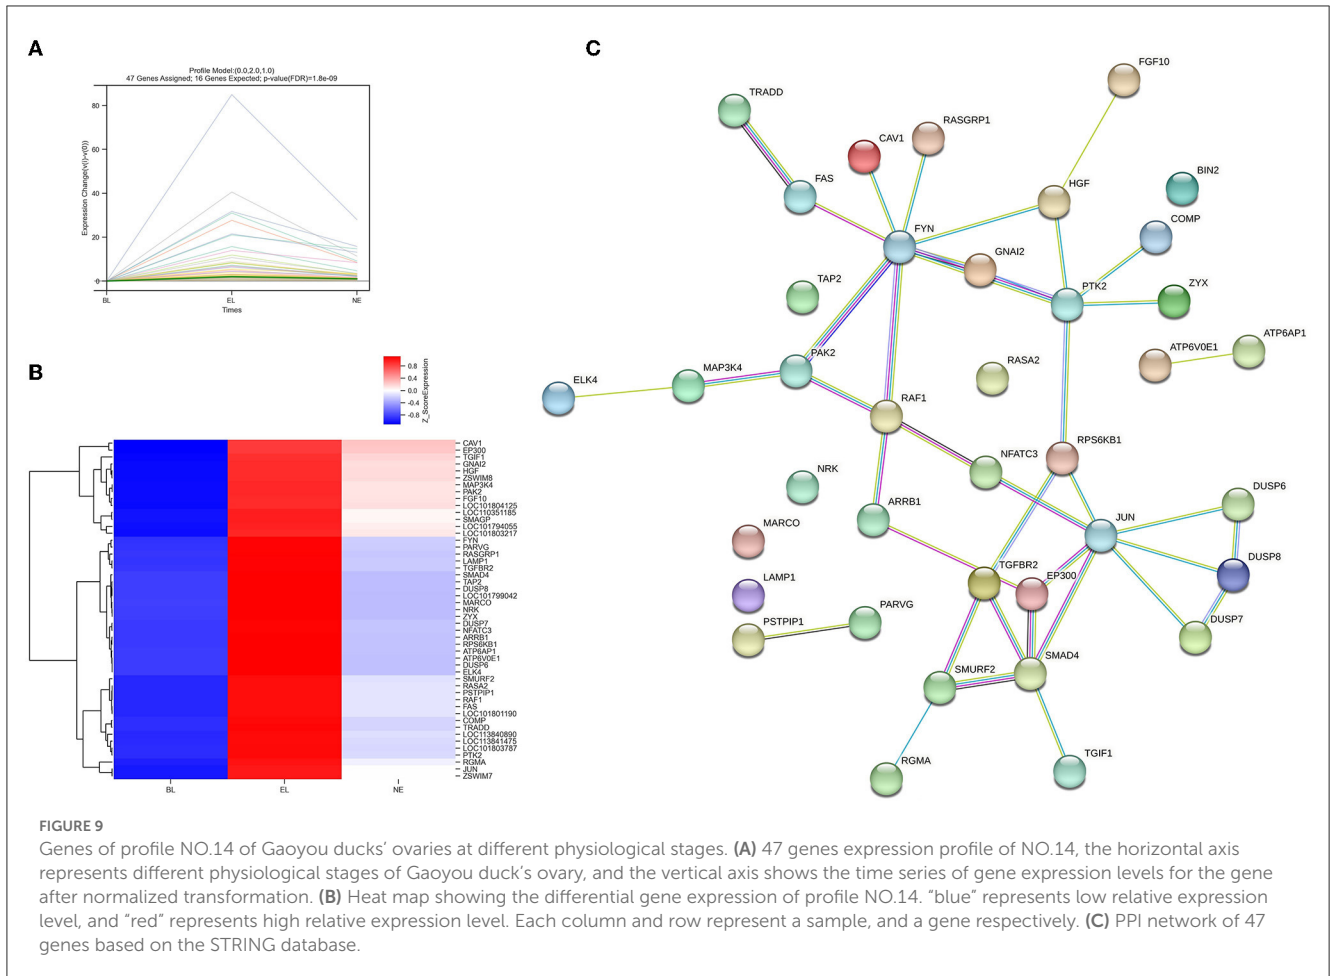 A
Profile Model:(0.0,2.0,1.0)
47 Genes Assigned; 16 Genes Expected; p-value(FDR)=1.8e-09
Expression Change(v(i)-v(0))
80
60
40
20
0
BL
EL
NE
Times
B
0.8
0.4
0.0
-0.4
-0.8
Z_ScoreExpression
CAV1
EP300
TGIF1
GNAI2
HGF
ZSWIM8
MAP3K4
PAK2
FGF10
LOC101804125
LOC110351185
SMAGP
LOC101794055
LOC101803217
FYN
PARVG
RASGRP1
LAMP1
TGFBR2
SMAD4
TAP2
DUSP8
LOC101799042
MARCO
NRK
ZYX
DUSP7
NFATC3
ARRB1
RPS6KB1
ATP6AP1
ATP6V0E1
DUSP6
ELK4
SMURF2
RASA2
PSTPIP1
RAF1
FAS
LOC101801190
COMP
TRADD
LOC113840890
LOC113841475
LOC101803787
PTK2
RGMA
JUN
ZSWIM7
BL
EL
NE
C
FGF10
TRADD
RASGRP1
CAV1
BIN2
FAS
HGF
COMP
FYN
GNAI2
TAP2
PTK2
ZYX
ATP6AP1
ATP6V0E1
PAK2
RASA2
MAP3K4
ELK4
RAF1
RPS6KB1
NFATC3
NRK
DUSP6
ARRB1
JUN
MARCO
DUSP8
TGFBR2
EP300
LAMP1
PARVG
DUSP7
PSTPIP1
SMAD4
SMURF2
TGIF1
RGMA
FIGURE 9
Genes of profile NO.14 of Gaoyou ducks’ ovaries at different physiological stages. (A) 47 genes expression profile of NO.14, the horizontal axis
represents different physiological stages of Gaoyou duck’s ovary, and the vertical axis shows the time series of gene expression levels for the gene
after normalized transformation. (B) Heat map showing the differential gene expression of profile NO.14. “blue” represents low relative expression
level, and “red” represents high relative expression level. Each column and row represent a sample, and a gene respectively. (C) PPI network of 47
genes based on the STRING database.